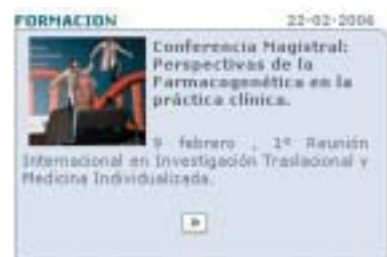 FORMACION 22-02-2006
Conferencia Magistral:
Perspectivas de la
Farmacogenética en la
práctica clínica.
9 febrero , 1ª Reunión
Internacional en Investigación Traslacional y
Medicina Individualizada.
»